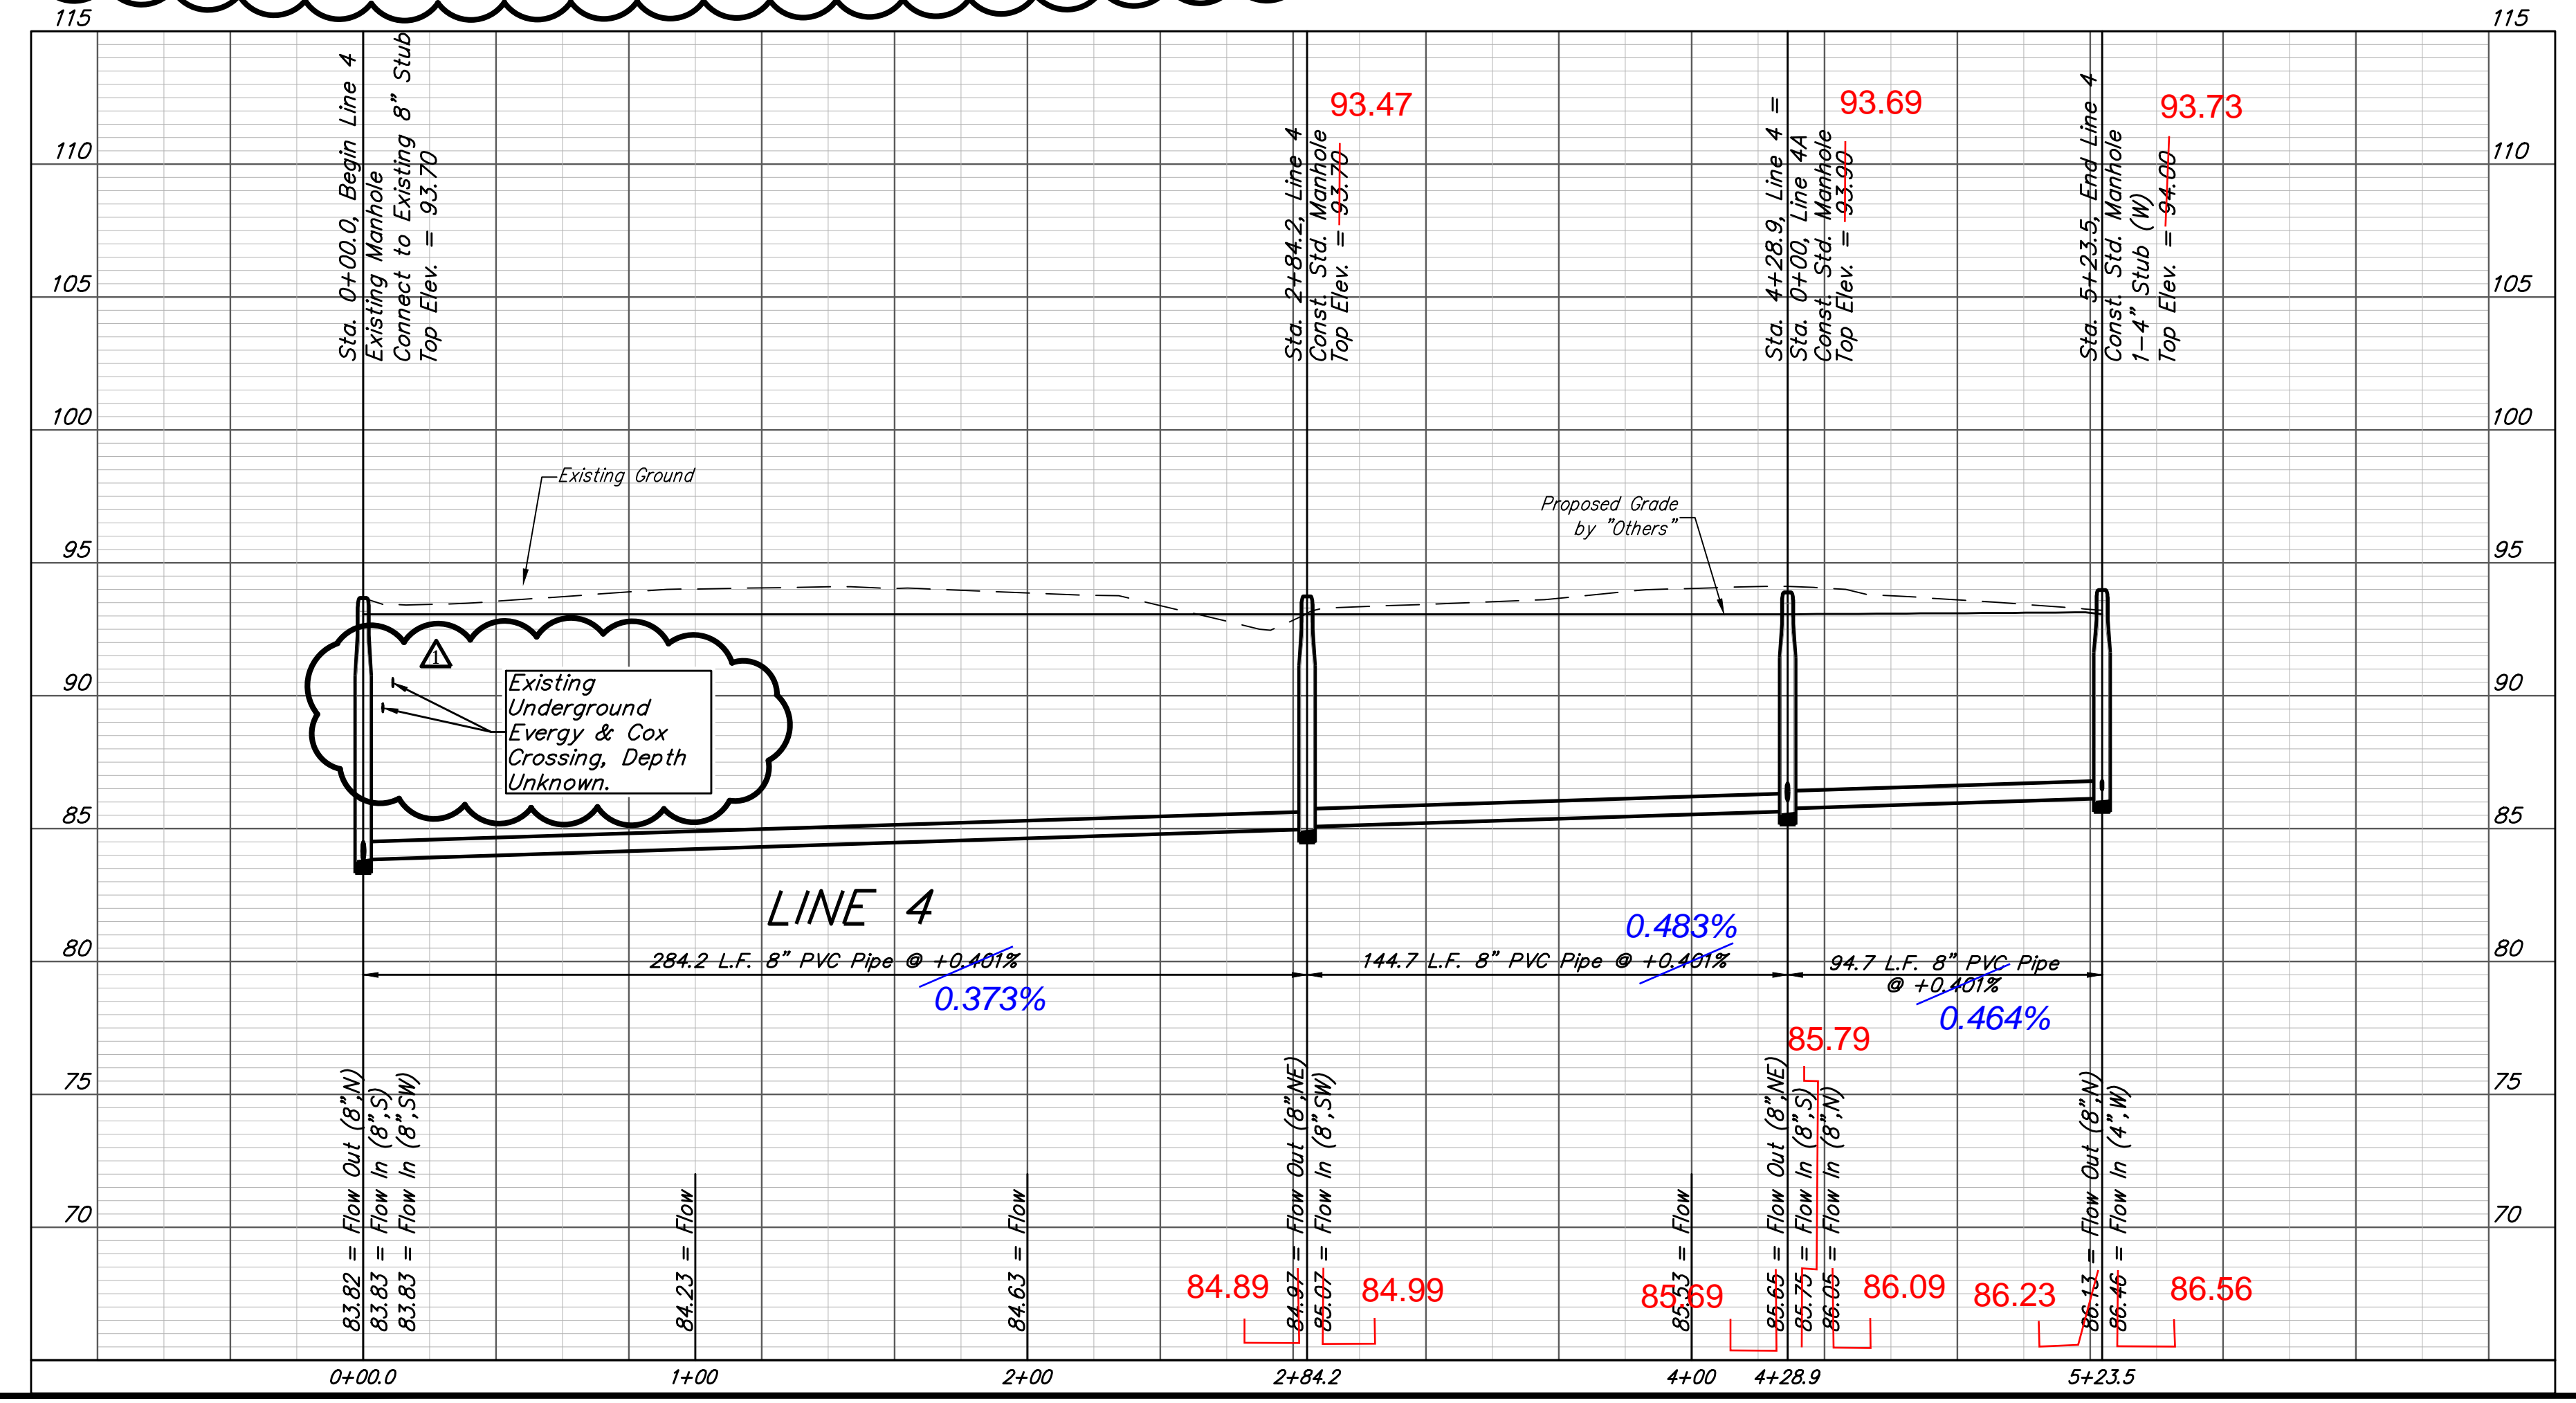 115
115
110
110
105
105
100
100
95
95
90
90
85
85
80
80
75
75
70
70
Sta. 0+00.0, Begin Line 4
Existing Manhole
Connect to Existing 8" Stub
Top Elev. = 93.70
Sta. 2+84.2, Line 4
Const. Std. Manhole
Top Elev. = 93.70
93.47
Sta. 4+28.9, Line 4 =
Sta. 0+00, Line 4A
Const. Std. Manhole
Top Elev. = 93.90
93.69
Sta. 5+23.5, End Line 4
Const. Std. Manhole
1-4" Stub (W)
Top Elev. = 94.00
93.73
Existing Ground
Proposed Grade
by "Others"
1
Existing
Underground
Evergy & Cox
Crossing, Depth
Unknown.
LINE 4
284.2 L.F. 8" PVC Pipe @ +0.401%
0.373%
144.7 L.F. 8" PVC Pipe @ +0.401%
0.483%
94.7 L.F. 8" PVC Pipe
@ +0.401%
0.464%
83.82 = Flow Out (8",N)
83.83 = Flow In (8",S)
83.83 = Flow In (8",SW)
84.23 = Flow
84.63 = Flow
84.97 = Flow Out (8",NE)
85.07 = Flow In (8",SW)
84.89
84.99
85.53 = Flow
85.65 = Flow Out (8",NE)
85.75 = Flow In (8",S)
86.05 = Flow In (8",N)
85.69
85.79
86.09
86.13 = Flow Out (8",N)
86.46 = Flow In (4",W)
86.23
86.56
0+00.0
1+00
2+00
2+84.2
4+00
4+28.9
5+23.5